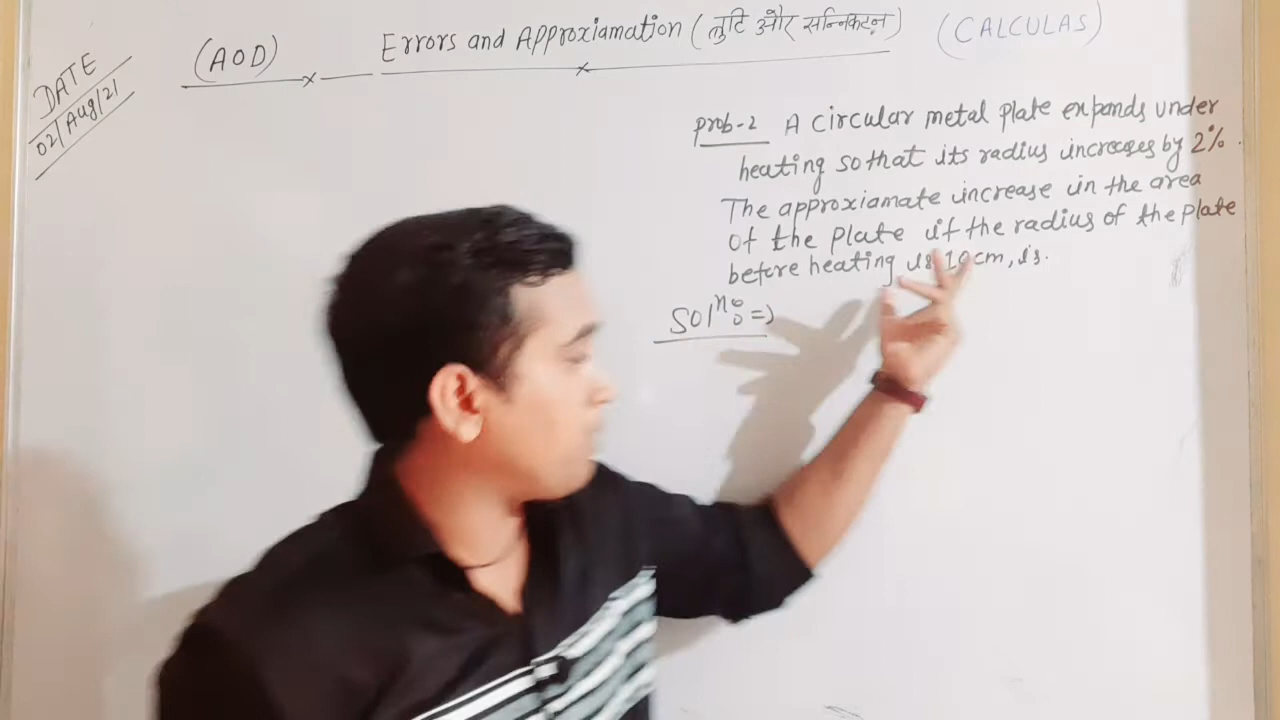 DATE
02/Aug/21
(AOD)
Errors and Approxiamation (त्रुटि और सन्निकटन)
(CALCULAS)
Prob-2 A circular metal plate expands under
heating so that its radius increases by 2%.
The approxiamate increase in the area
of the plate if the radius of the plate
before heating is 10cm, is.
Solnº =>